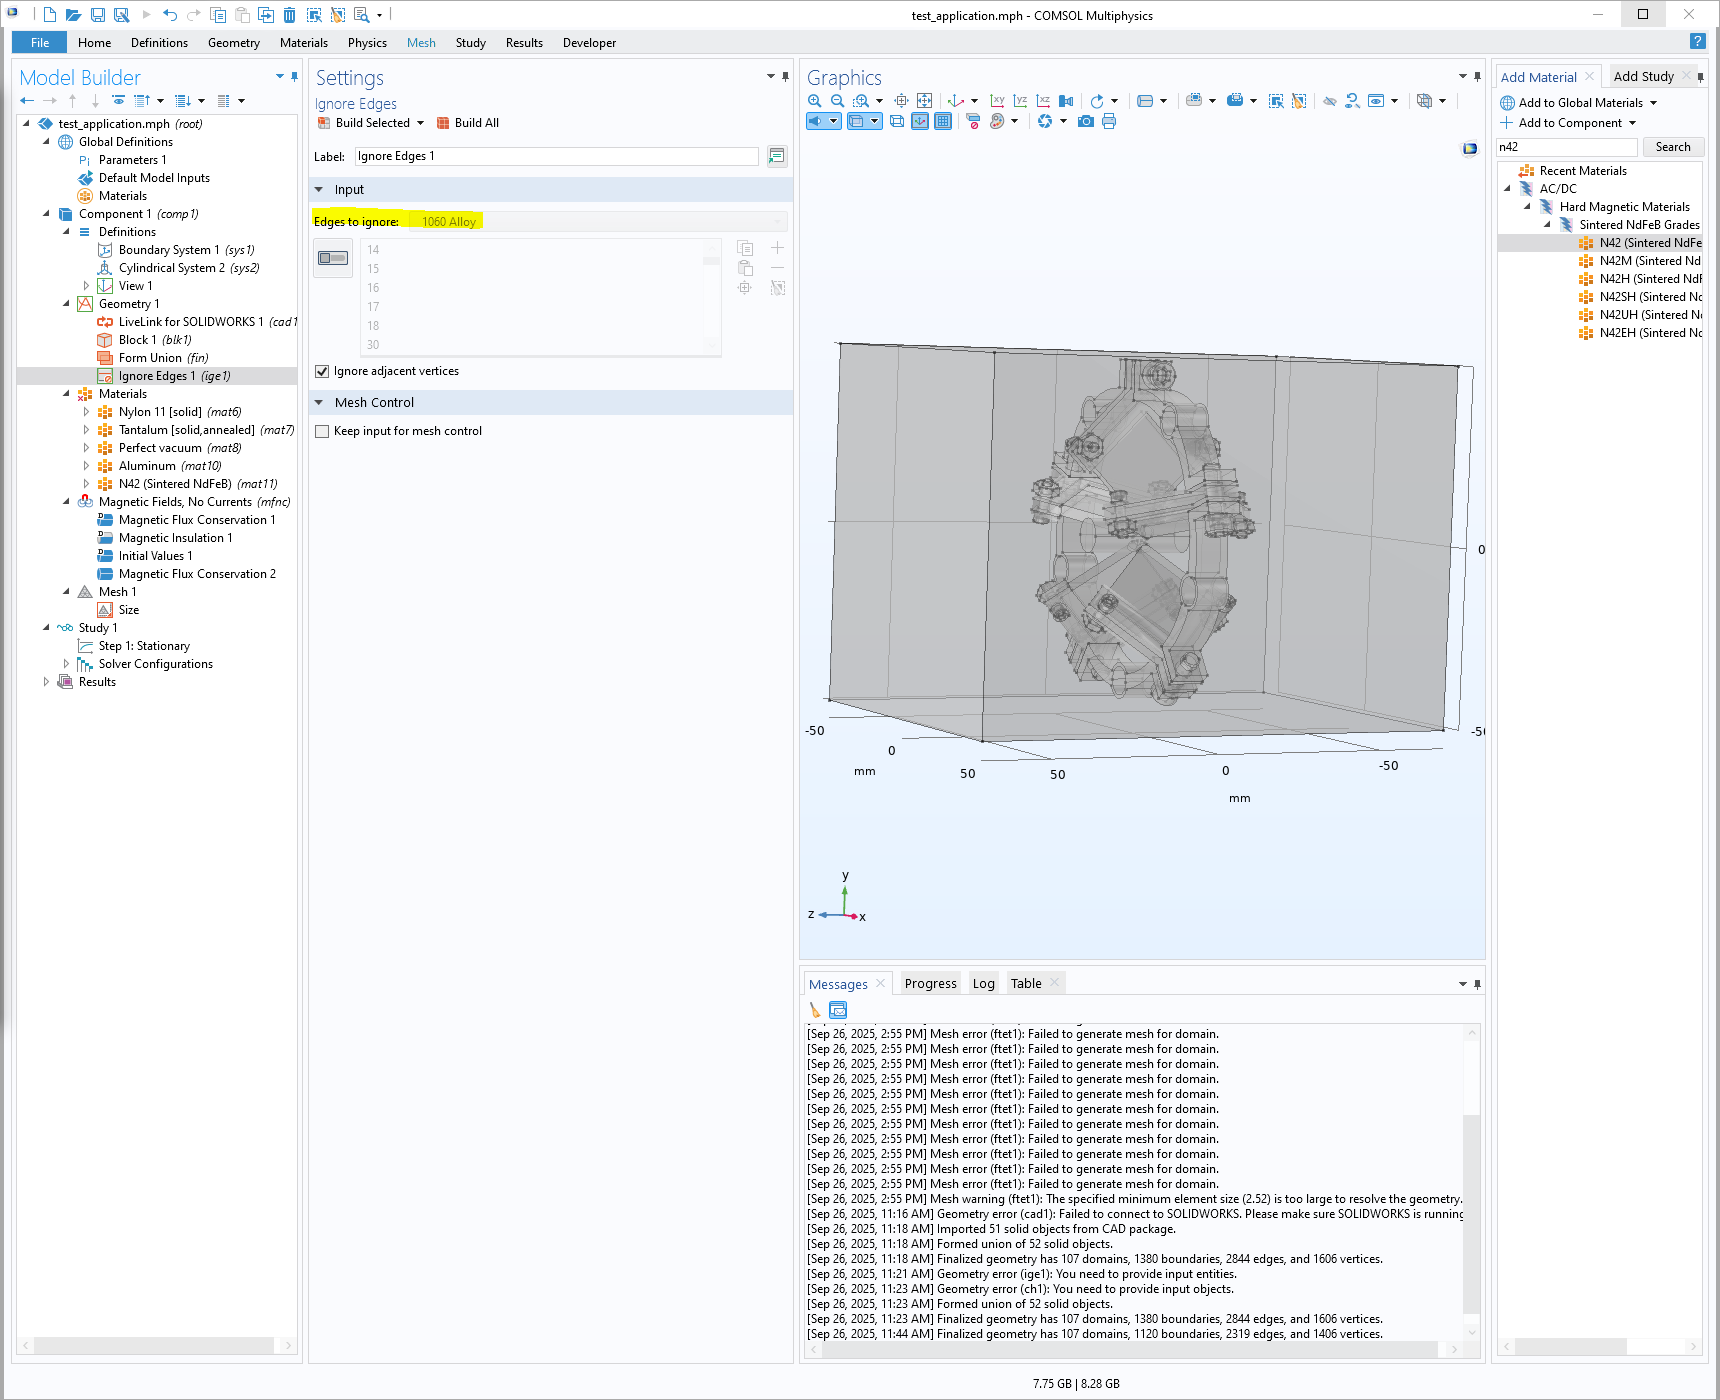 test_application.mph - COMSOL Multiphysics
File Home Definitions Geometry Materials Physics Mesh Study Results Developer
?
Model Builder
test_application.mph (root)
Global Definitions
Pi Parameters 1
Default Model Inputs
Materials
Component 1 (comp1)
Definitions
Boundary System 1 (sys1)
Cylindrical System 2 (sys2)
View 1
Geometry 1
LiveLink for SOLIDWORKS 1 (cad1
Block 1 (blk1)
Form Union (fin)
Ignore Edges 1 (ige1)
Materials
Nylon 11 [solid] (mat6)
Tantalum [solid,annealed] (mat7)
Perfect vacuum (mat8)
Aluminum (mat10)
N42 (Sintered NdFeB) (mat11)
Magnetic Fields, No Currents (mfnc)
Magnetic Flux Conservation 1
Magnetic Insulation 1
Initial Values 1
Magnetic Flux Conservation 2
Mesh 1
Size
Study 1
Step 1: Stationary
Solver Configurations
Results
Settings
Ignore Edges
Build Selected Build All
Label: Ignore Edges 1
Input
Edges to ignore: 1060 Alloy
14
15
16
17
18
30
Ignore adjacent vertices
Mesh Control
Keep input for mesh control
Graphics
xy yz xz
0
-50
-50
0
mm
50
50
0
-50
mm
y
z
x
Messages Progress Log Table
[Sep 26, 2025, 2:55 PM] Mesh error (ftet1): Failed to generate mesh for domain.
[Sep 26, 2025, 2:55 PM] Mesh error (ftet1): Failed to generate mesh for domain.
[Sep 26, 2025, 2:55 PM] Mesh error (ftet1): Failed to generate mesh for domain.
[Sep 26, 2025, 2:55 PM] Mesh error (ftet1): Failed to generate mesh for domain.
[Sep 26, 2025, 2:55 PM] Mesh error (ftet1): Failed to generate mesh for domain.
[Sep 26, 2025, 2:55 PM] Mesh error (ftet1): Failed to generate mesh for domain.
[Sep 26, 2025, 2:55 PM] Mesh error (ftet1): Failed to generate mesh for domain.
[Sep 26, 2025, 2:55 PM] Mesh error (ftet1): Failed to generate mesh for domain.
[Sep 26, 2025, 2:55 PM] Mesh error (ftet1): Failed to generate mesh for domain.
[Sep 26, 2025, 2:55 PM] Mesh error (ftet1): Failed to generate mesh for domain.
[Sep 26, 2025, 2:55 PM] Mesh error (ftet1): Failed to generate mesh for domain.
[Sep 26, 2025, 2:55 PM] Mesh warning (ftet1): The specified minimum element size (2.52) is too large to resolve the geometry.
[Sep 26, 2025, 11:16 AM] Geometry error (cad1): Failed to connect to SOLIDWORKS. Please make sure SOLIDWORKS is running
[Sep 26, 2025, 11:18 AM] Imported 51 solid objects from CAD package.
[Sep 26, 2025, 11:18 AM] Formed union of 52 solid objects.
[Sep 26, 2025, 11:18 AM] Finalized geometry has 107 domains, 1380 boundaries, 2844 edges, and 1606 vertices.
[Sep 26, 2025, 11:21 AM] Geometry error (ige1): You need to provide input entities.
[Sep 26, 2025, 11:23 AM] Geometry error (ch1): You need to provide input objects.
[Sep 26, 2025, 11:23 AM] Formed union of 52 solid objects.
[Sep 26, 2025, 11:23 AM] Finalized geometry has 107 domains, 1380 boundaries, 2844 edges, and 1606 vertices.
[Sep 26, 2025, 11:44 AM] Finalized geometry has 107 domains, 1120 boundaries, 2319 edges, and 1406 vertices.
Add Material Add Study
Add to Global Materials
Add to Component
n42 Search
Recent Materials
AC/DC
Hard Magnetic Materials
Sintered NdFeB Grades
N42 (Sintered NdFe
N42M (Sintered Nd
N42H (Sintered NdF
N42SH (Sintered Nd
N42UH (Sintered N
N42EH (Sintered Nd
7.75 GB | 8.28 GB